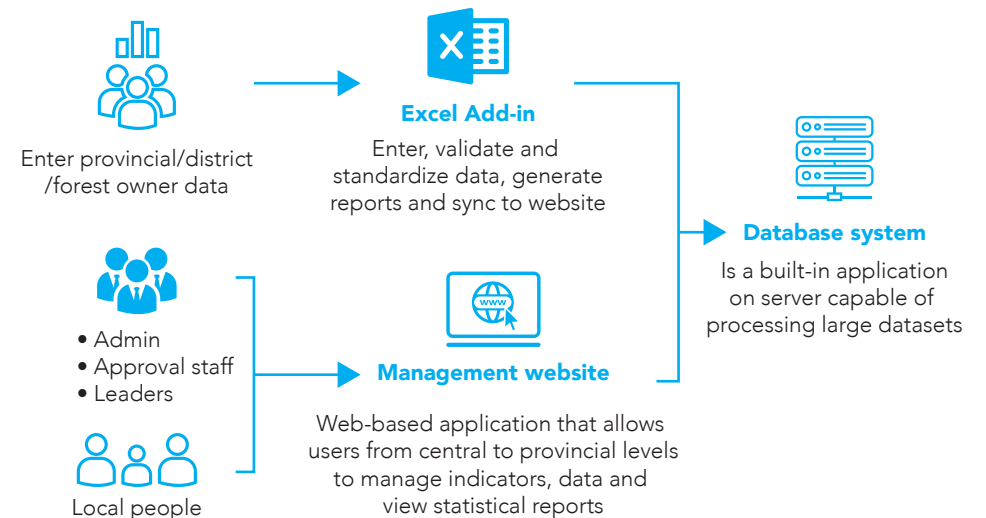 Enter provincial/district
/forest owner data
X
Excel Add-in
Enter, validate and
standardize data, generate
reports and sync to website
• Admin
• Approval staff
• Leaders
Local people
www
Management website
Web-based application that allows
users from central to provincial levels
to manage indicators, data and
view statistical reports
Database system
Is a built-in application
on server capable of
processing large datasets